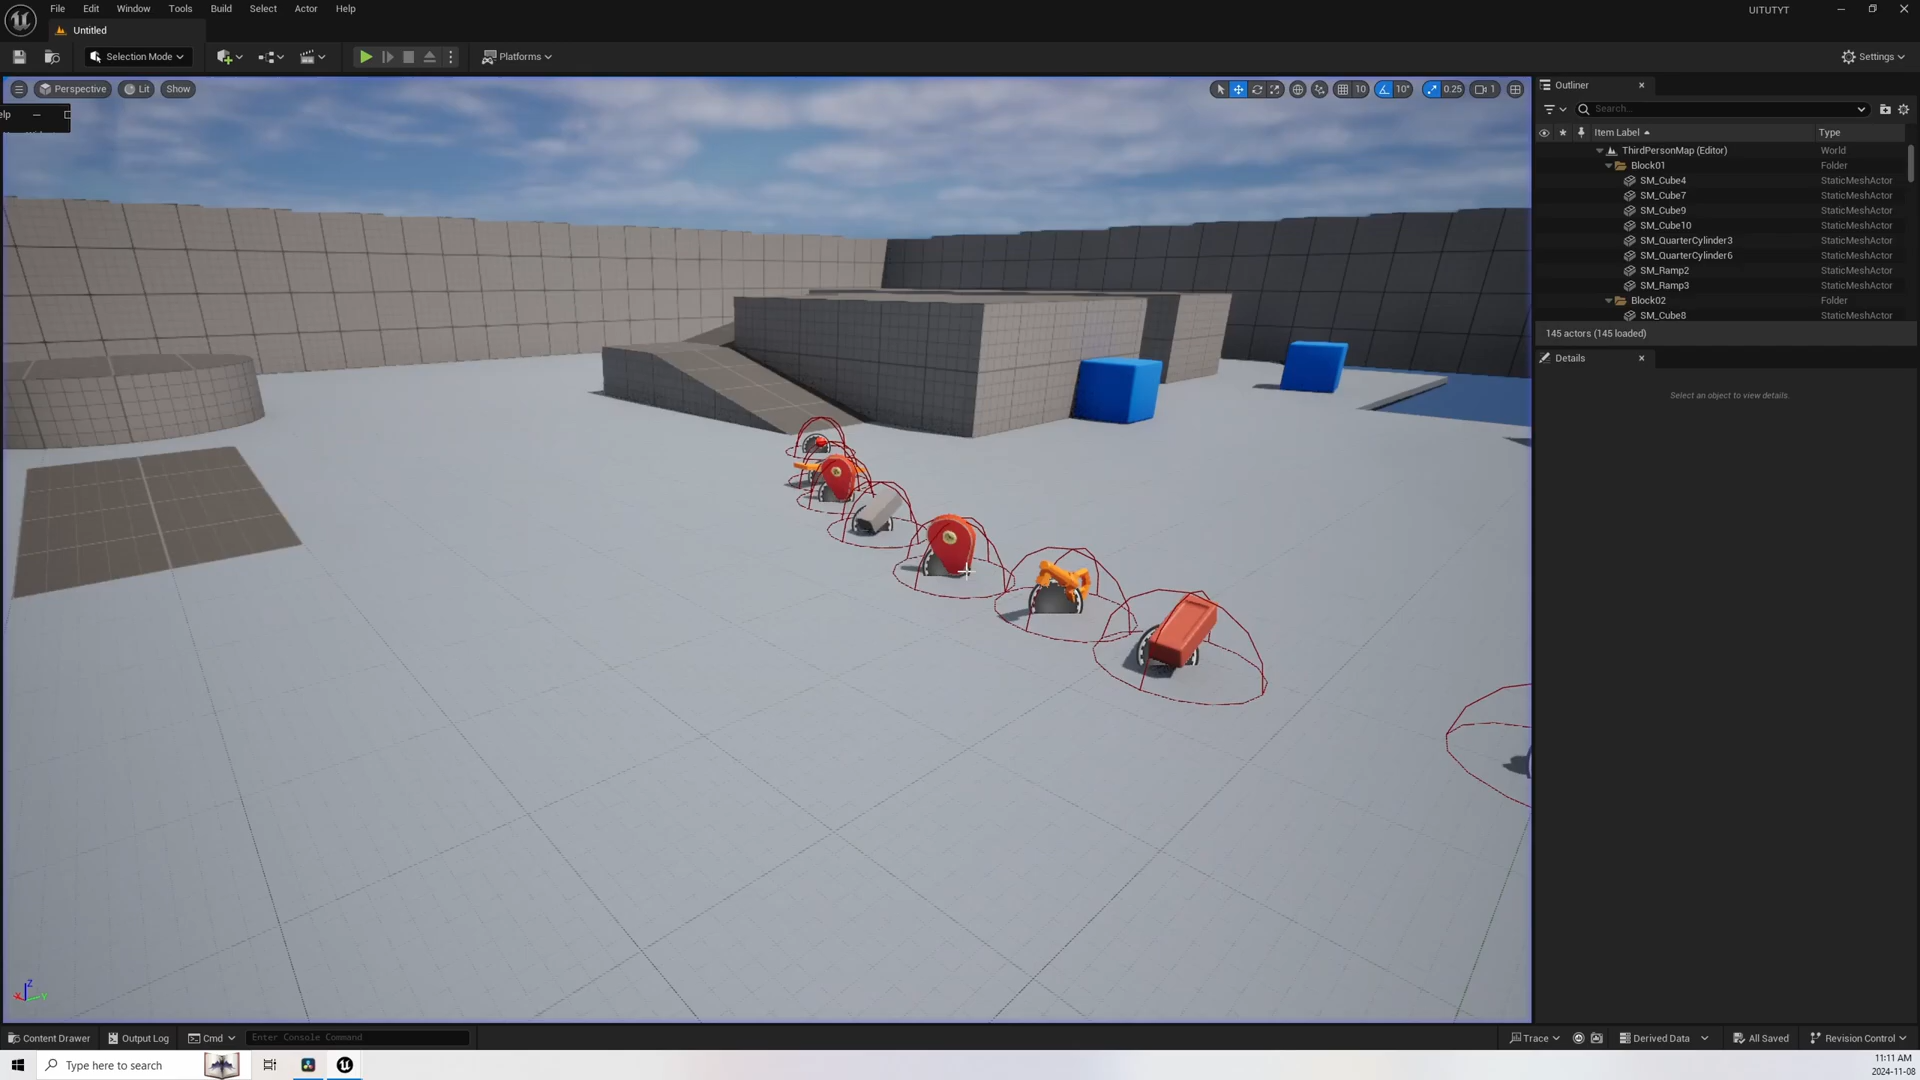 File Edit Window Tools Build Select Actor Help
UITUTYT
Untitled
Selection Mode
Platforms
Settings
Perspective
Lit
Show
10
10°
0.25
1
elp
Outliner
Search...
Item Label
Type
ThirdPersonMap (Editor) World
Block01 Folder
SM_Cube4 StaticMeshActor
SM_Cube7 StaticMeshActor
SM_Cube9 StaticMeshActor
SM_Cube10 StaticMeshActor
SM_QuarterCylinder3 StaticMeshActor
SM_QuarterCylinder6 StaticMeshActor
SM_Ramp2 StaticMeshActor
SM_Ramp3 StaticMeshActor
Block02 Folder
SM_Cube8 StaticMeshActor
145 actors (145 loaded)
Details
Select an object to view details.
Z
X
Y
Content Drawer
Output Log
Cmd
Enter Console Command
Trace
Derived Data
All Saved
Revision Control
Type here to search
11:11 AM
2024-11-08